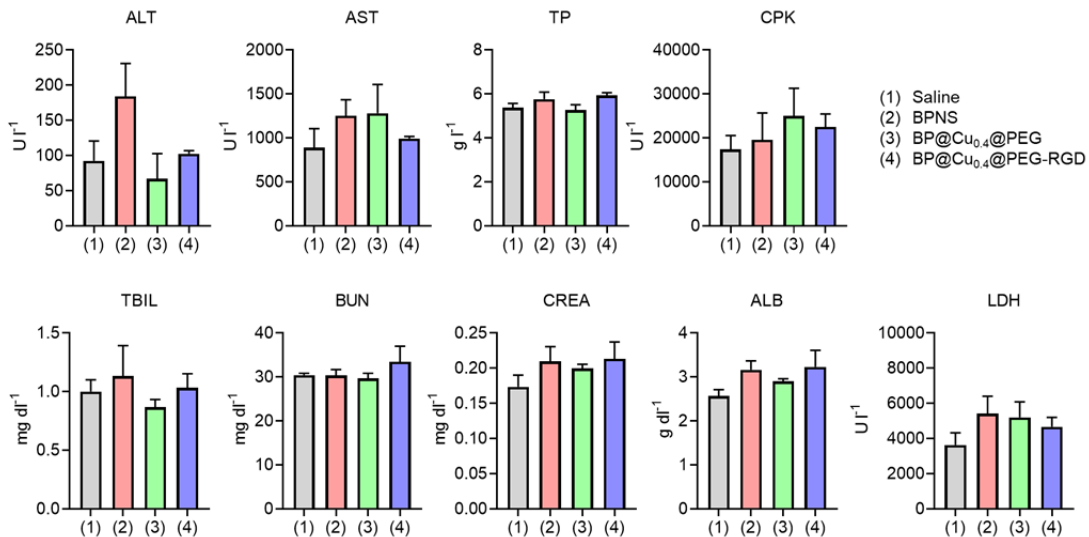 ALT
AST
TP
CPK
U l⁻¹
250
200
150
100
50
0
(1) (2) (3) (4)
U l⁻¹
2000
1500
1000
500
0
(1) (2) (3) (4)
g l⁻¹
8
6
4
2
0
(1) (2) (3) (4)
U l⁻¹
40000
30000
20000
10000
0
(1) (2) (3) (4)
(1) Saline
(2) BPNS
(3) BP@Cu₀.₄@PEG
(4) BP@Cu₀.₄@PEG-RGD
TBIL
BUN
CREA
ALB
LDH
mg dl⁻¹
1.5
1.0
0.5
0.0
(1) (2) (3) (4)
mg dl⁻¹
40
30
20
10
0
(1) (2) (3) (4)
mg dl⁻¹
0.25
0.20
0.15
0.10
0.05
0.00
(1) (2) (3) (4)
g dl⁻¹
4
3
2
1
0
(1) (2) (3) (4)
U l⁻¹
10000
8000
6000
4000
2000
0
(1) (2) (3) (4)